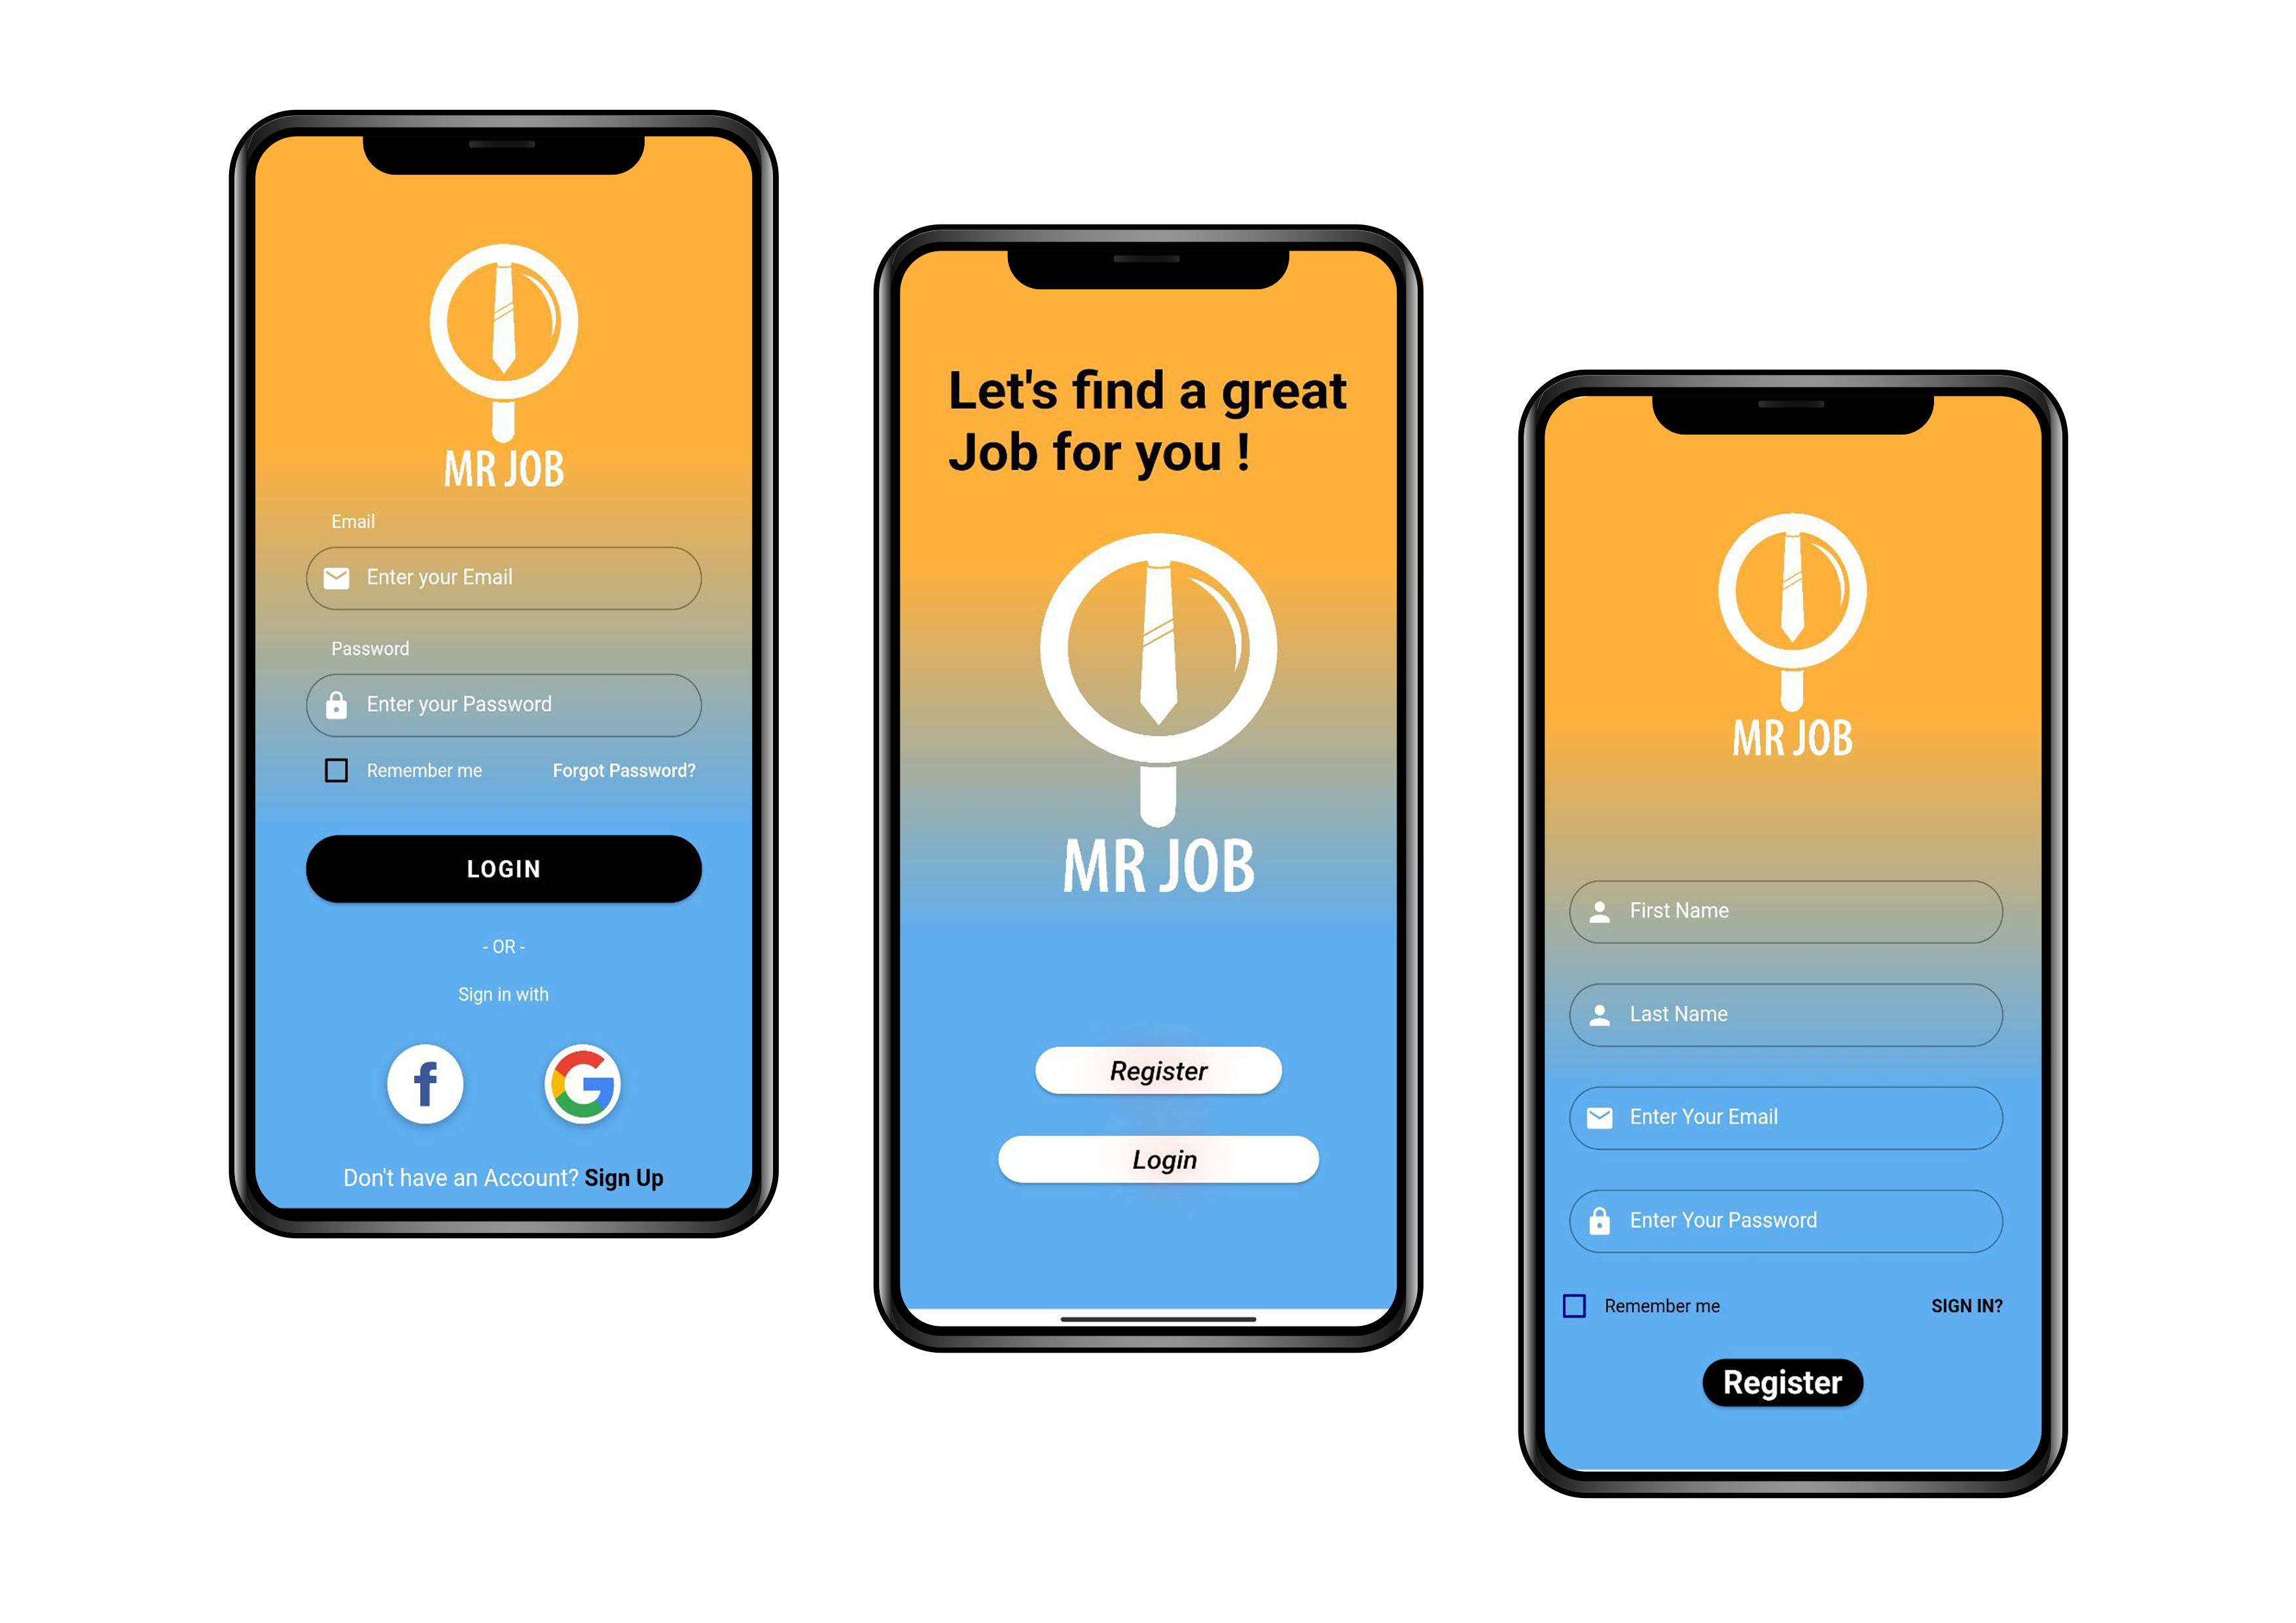 MR JOB
Email
Enter your Email
Password
Enter your Password
Remember me Forgot Password?
LOGIN
- OR -
Sign in with
f G
Don't have an Account? Sign Up
Let's find a great
Job for you !
MR JOB
Register
Login
MR JOB
First Name
Last Name
Enter Your Email
Enter Your Password
Remember me SIGN IN?
Register